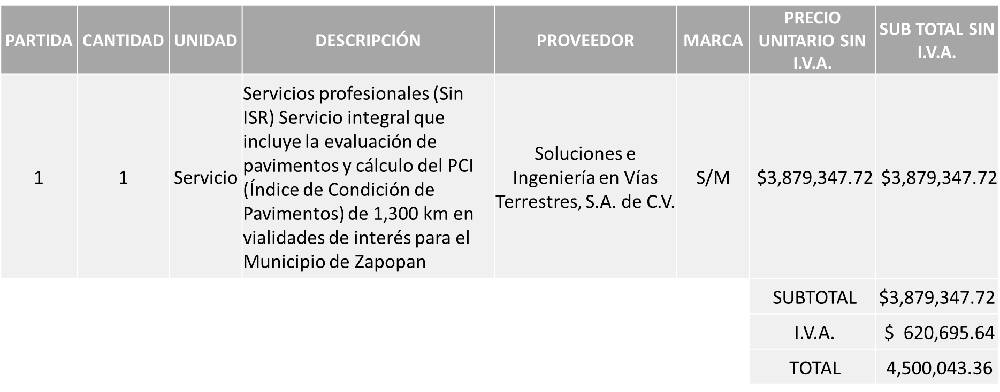 PARTIDA CANTIDAD UNIDAD DESCRIPCIÓN PROVEEDOR MARCA PRECIO UNITARIO SIN I.V.A. SUB TOTAL SIN I.V.A.
1 1 Servicio
Servicios profesionales (Sin
ISR) Servicio integral que
incluye la evaluación de
pavimentos y cálculo del PCI
(Índice de Condición de
Pavimentos) de 1,300 km en
vialidades de interés para el
Municipio de Zapopan
Soluciones e
Ingeniería en Vías
Terrestres, S.A. de C.V.
S/M $3,879,347.72 $3,879,347.72
SUBTOTAL $3,879,347.72
I.V.A. $ 620,695.64
TOTAL 4,500,043.36